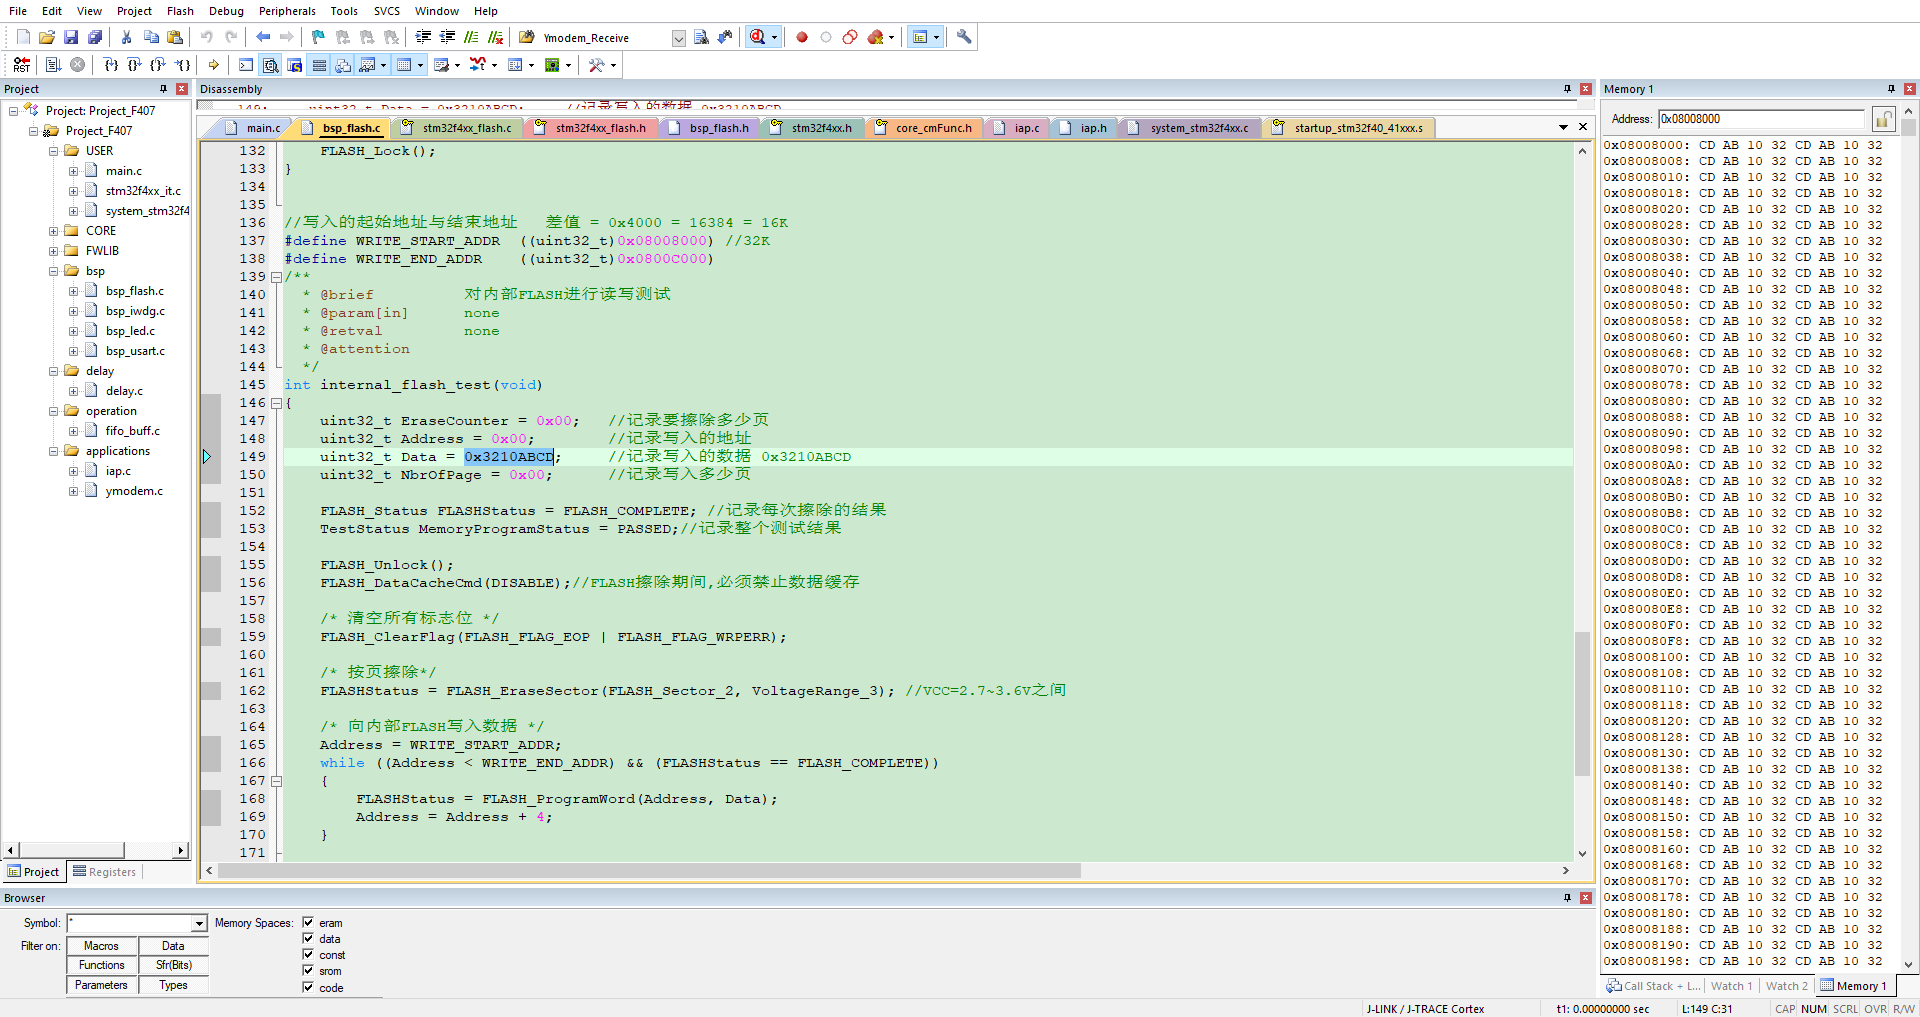 File Edit View Project Flash Debug Peripherals Tools SVCS Window Help
Ymodem_Receive
RST
Project
Project: Project_F407
Project_F407
USER
main.c
stm32f4xx_it.c
system_stm32f4
CORE
FWLIB
bsp
bsp_flash.c
bsp_iwdg.c
bsp_led.c
bsp_usart.c
delay
delay.c
operation
fifo_buff.c
applications
iap.c
ymodem.c
Project Registers
Disassembly
149: uint32_t Data = 0x3210ABCD; //记录写入的数据 0x3210ABCD
main.c bsp_flash.c stm32f4xx_flash.c stm32f4xx_flash.h bsp_flash.h stm32f4xx.h core_cmFunc.h iap.c iap.h system_stm32f4xx.c startup_stm32f40_41xxx.s
132 FLASH_Lock();
133 }
134
135
136 //写入的起始地址与结束地址 差值 = 0x4000 = 16384 = 16K
137 #define WRITE_START_ADDR ((uint32_t)0x08008000) //32K
138 #define WRITE_END_ADDR ((uint32_t)0x0800C000)
139 /**
140 * @brief 对内部FLASH进行读写测试
141 * @param[in] none
142 * @retval none
143 * @attention
144 */
145 int internal_flash_test(void)
146 {
147 uint32_t EraseCounter = 0x00; //记录要擦除多少页
148 uint32_t Address = 0x00; //记录写入的地址
149 uint32_t Data = 0x3210ABCD; //记录写入的数据 0x3210ABCD
150 uint32_t NbrOfPage = 0x00; //记录写入多少页
151
152 FLASH_Status FLASHStatus = FLASH_COMPLETE; //记录每次擦除的结果
153 TestStatus MemoryProgramStatus = PASSED;//记录整个测试结果
154
155 FLASH_Unlock();
156 FLASH_DataCacheCmd(DISABLE);//FLASH擦除期间,必须禁止数据缓存
157
158 /* 清空所有标志位 */
159 FLASH_ClearFlag(FLASH_FLAG_EOP | FLASH_FLAG_WRPERR);
160
161 /* 按页擦除*/
162 FLASHStatus = FLASH_EraseSector(FLASH_Sector_2, VoltageRange_3); //VCC=2.7~3.6V之间
163
164 /* 向内部FLASH写入数据 */
165 Address = WRITE_START_ADDR;
166 while ((Address < WRITE_END_ADDR) && (FLASHStatus == FLASH_COMPLETE))
167 {
168 FLASHStatus = FLASH_ProgramWord(Address, Data);
169 Address = Address + 4;
170 }
171
Memory 1
Address: 0x08008000
0x08008000: CD AB 10 32 CD AB 10 32
0x08008008: CD AB 10 32 CD AB 10 32
0x08008010: CD AB 10 32 CD AB 10 32
0x08008018: CD AB 10 32 CD AB 10 32
0x08008020: CD AB 10 32 CD AB 10 32
0x08008028: CD AB 10 32 CD AB 10 32
0x08008030: CD AB 10 32 CD AB 10 32
0x08008038: CD AB 10 32 CD AB 10 32
0x08008040: CD AB 10 32 CD AB 10 32
0x08008048: CD AB 10 32 CD AB 10 32
0x08008050: CD AB 10 32 CD AB 10 32
0x08008058: CD AB 10 32 CD AB 10 32
0x08008060: CD AB 10 32 CD AB 10 32
0x08008068: CD AB 10 32 CD AB 10 32
0x08008070: CD AB 10 32 CD AB 10 32
0x08008078: CD AB 10 32 CD AB 10 32
0x08008080: CD AB 10 32 CD AB 10 32
0x08008088: CD AB 10 32 CD AB 10 32
0x08008090: CD AB 10 32 CD AB 10 32
0x08008098: CD AB 10 32 CD AB 10 32
0x080080A0: CD AB 10 32 CD AB 10 32
0x080080A8: CD AB 10 32 CD AB 10 32
0x080080B0: CD AB 10 32 CD AB 10 32
0x080080B8: CD AB 10 32 CD AB 10 32
0x080080C0: CD AB 10 32 CD AB 10 32
0x080080C8: CD AB 10 32 CD AB 10 32
0x080080D0: CD AB 10 32 CD AB 10 32
0x080080D8: CD AB 10 32 CD AB 10 32
0x080080E0: CD AB 10 32 CD AB 10 32
0x080080E8: CD AB 10 32 CD AB 10 32
0x080080F0: CD AB 10 32 CD AB 10 32
0x080080F8: CD AB 10 32 CD AB 10 32
0x08008100: CD AB 10 32 CD AB 10 32
0x08008108: CD AB 10 32 CD AB 10 32
0x08008110: CD AB 10 32 CD AB 10 32
0x08008118: CD AB 10 32 CD AB 10 32
0x08008120: CD AB 10 32 CD AB 10 32
0x08008128: CD AB 10 32 CD AB 10 32
0x08008130: CD AB 10 32 CD AB 10 32
0x08008138: CD AB 10 32 CD AB 10 32
0x08008140: CD AB 10 32 CD AB 10 32
0x08008148: CD AB 10 32 CD AB 10 32
0x08008150: CD AB 10 32 CD AB 10 32
0x08008158: CD AB 10 32 CD AB 10 32
0x08008160: CD AB 10 32 CD AB 10 32
0x08008168: CD AB 10 32 CD AB 10 32
0x08008170: CD AB 10 32 CD AB 10 32
0x08008178: CD AB 10 32 CD AB 10 32
0x08008180: CD AB 10 32 CD AB 10 32
0x08008188: CD AB 10 32 CD AB 10 32
0x08008190: CD AB 10 32 CD AB 10 32
0x08008198: CD AB 10 32 CD AB 10 32
Call Stack + L... Watch 1 Watch 2 Memory 1
Browser
Symbol: * Memory Spaces: eram
data
Filter on: Macros Data
const
Functions Sfr(Bits)
srom
Parameters Types
code
J-LINK / J-TRACE Cortex t1: 0.00000000 sec L:149 C:31 CAP NUM SCRL OVR R/W